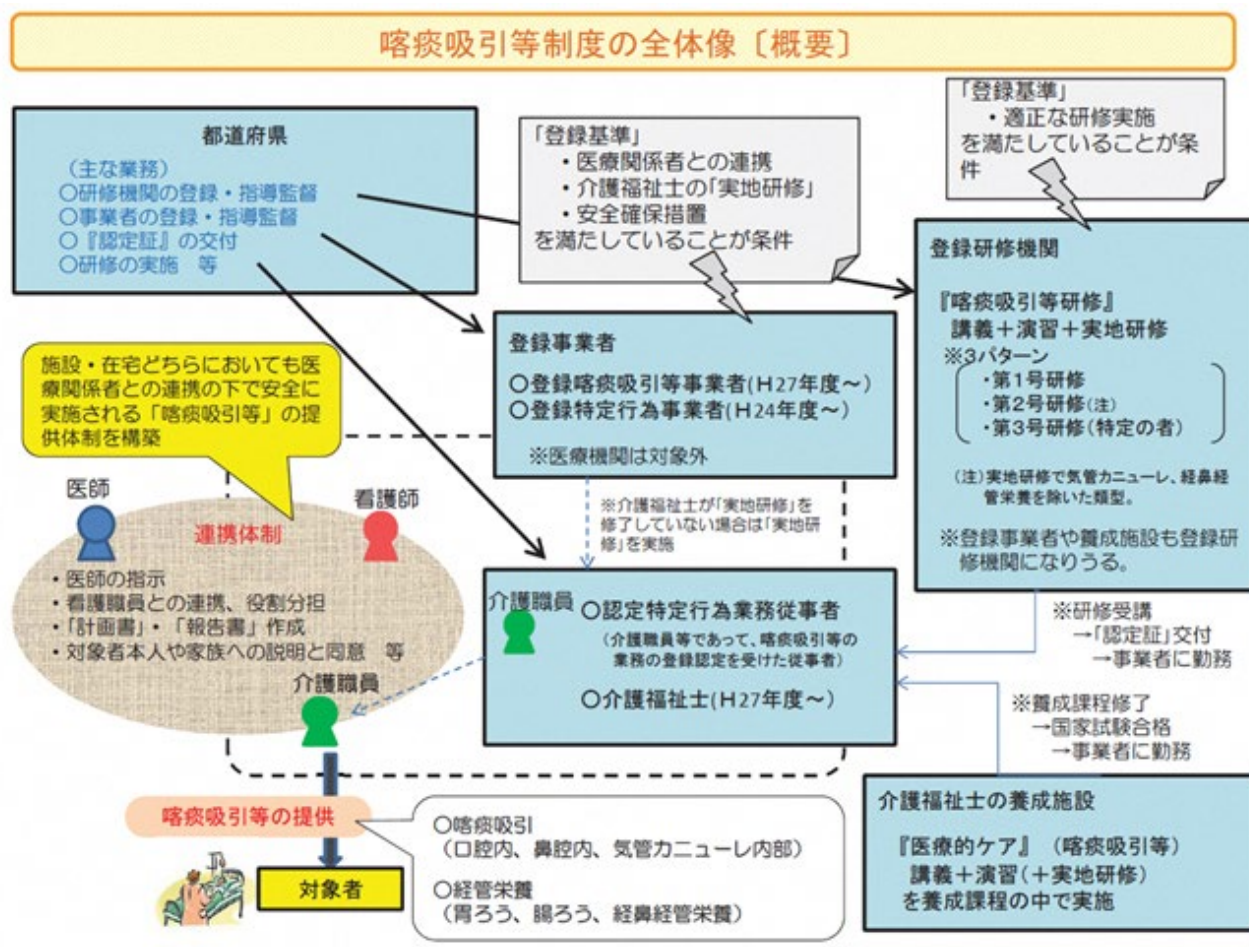 喀痰吸引等制度の全体像〔概要〕
都道府県
(主な業務)
○研修機関の登録・指導監督
○事業者の登録・指導監督
○『認定証』の交付
○研修の実施　等
「登録基準」
・医療関係者との連携
・介護福祉士の「実地研修」
・安全確保措置
を満たしていることが条件
「登録基準」
・適正な研修実施
を満たしていることが条
件
登録研修機関
『喀痰吸引等研修』
講義＋演習＋実地研修
※3パターン
・第1号研修
・第2号研修(注)
・第3号研修(特定の者)
(注)実地研修で気管カニューレ、経鼻経
管栄養を除いた類型。
※登録事業者や養成施設も登録研
修機関になりうる。
登録事業者
○登録喀痰吸引等事業者(H27年度～)
○登録特定行為事業者(H24年度～)
※医療機関は対象外
施設・在宅どちらにおいても医
療関係者との連携の下で安全に
実施される「喀痰吸引等」の提
供体制を構築
医師
看護師
連携体制
・医師の指示
・看護職員との連携、役割分担
・「計画書」・「報告書」作成
・対象者本人や家族への説明と同意　等
介護職員
※介護福祉士が「実地研修」を
修了していない場合は「実地研
修」を実施
介護職員
○認定特定行為業務従事者
(介護職員等であって、喀痰吸引等の
業務の登録認定を受けた従事者)
○介護福祉士(H27年度～)
※研修受講
→「認定証」交付
→事業者に勤務
※養成課程修了
→国家試験合格
→事業者に勤務
介護福祉士の養成施設
『医療的ケア』(喀痰吸引等)
講義＋演習(＋実地研修)
を養成課程の中で実施
喀痰吸引等の提供
対象者
○喀痰吸引
(口腔内、鼻腔内、気管カニューレ内部)
○経管栄養
(胃ろう、腸ろう、経鼻経管栄養)